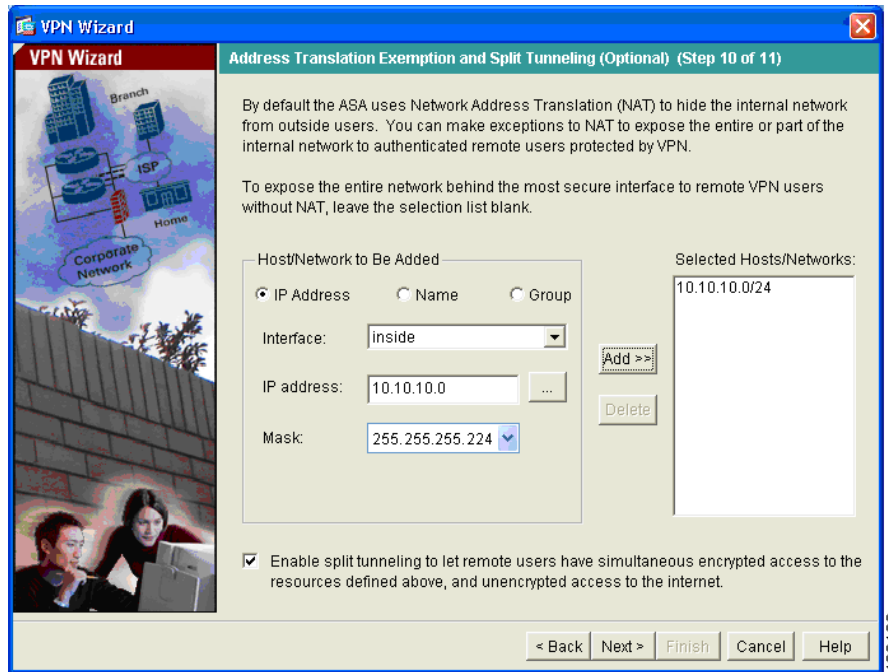 VPN Wizard
VPN Wizard
Branch
ISP
Home
Corporate
Network
Address Translation Exemption and Split Tunneling (Optional) (Step 10 of 11)
By default the ASA uses Network Address Translation (NAT) to hide the internal network
from outside users. You can make exceptions to NAT to expose the entire or part of the
internal network to authenticated remote users protected by VPN.
To expose the entire network behind the most secure interface to remote VPN users
without NAT, leave the selection list blank.
Host/Network to Be Added
IP Address Name Group
Interface: inside
IP address: 10.10.10.0 ...
Mask: 255.255.255.224
Add >>
Delete
Selected Hosts/Networks:
10.10.10.0/24
Enable split tunneling to let remote users have simultaneous encrypted access to the
resources defined above, and unencrypted access to the internet.
< Back Next > Finish Cancel Help